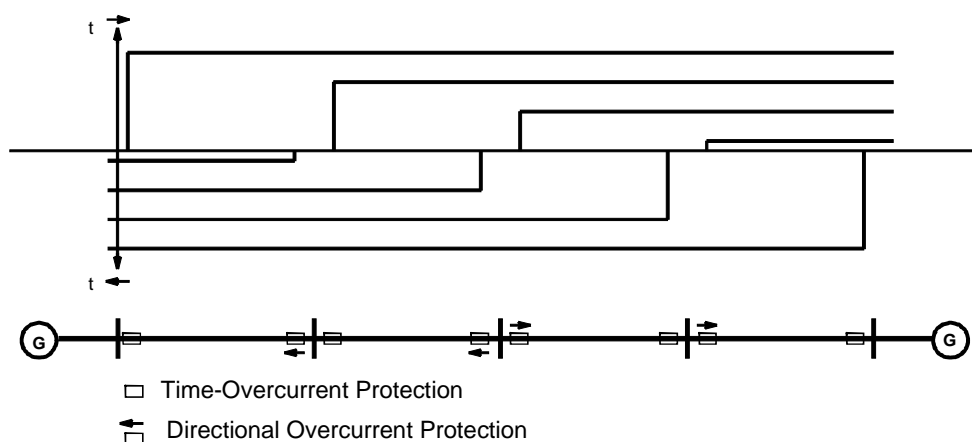 t
t
G
G
Time-Overcurrent Protection
Directional Overcurrent Protection